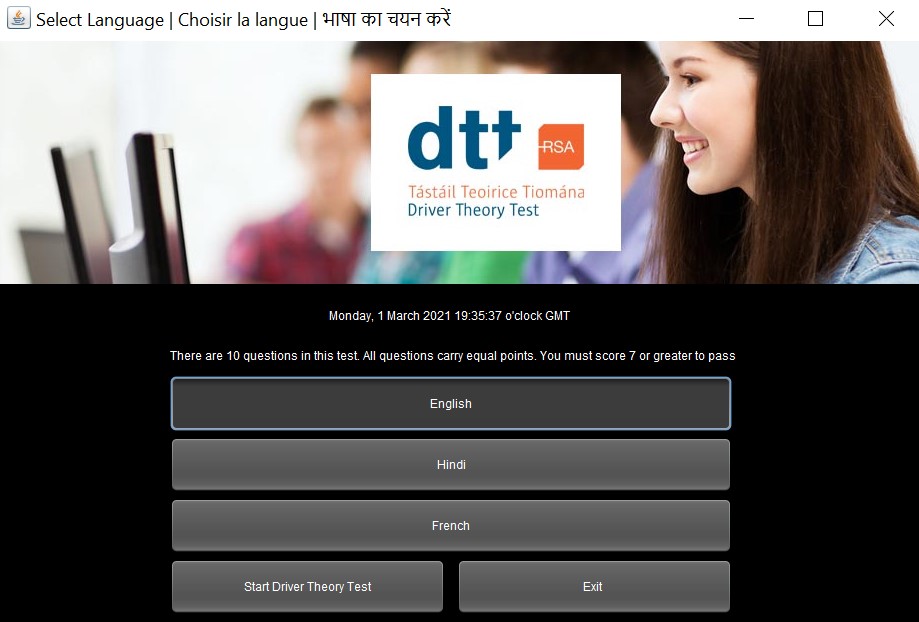 Select Language | Choisir la langue | भाषा का चयन करें
dtt
RSA
Tástáil Teoirice Tiomána
Driver Theory Test
Monday, 1 March 2021 19:35:37 o'clock GMT
There are 10 questions in this test. All questions carry equal points. You must score 7 or greater to pass
English
Hindi
French
Start Driver Theory Test
Exit